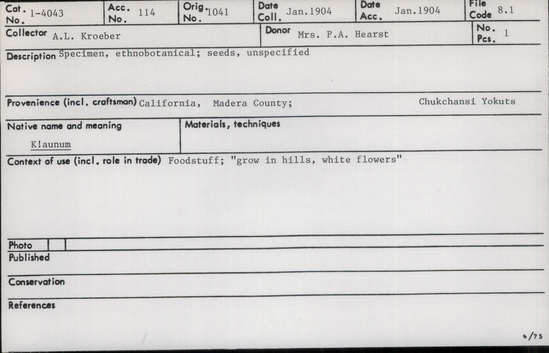 Cat. No. 1-4043 Acc. No. 114 Orig. No. 1041 Date Coll. Jan.1904 Date Acc. Jan.1904 File Code 8.1
Collector A.L. Kroeber Donor Mrs. P.A. Hearst No. Pcs. 1
Description Specimen, ethnobotanical; seeds, unspecified
Provenience (incl. craftsman) California, Madera County; Chukchansi Yokuts
Native name and meaning Materials, techniques
Klaunum
Context of use (incl. role in trade) Foodstuff; "grow in hills, white flowers"
Photo
Published
Conservation
References
4/75